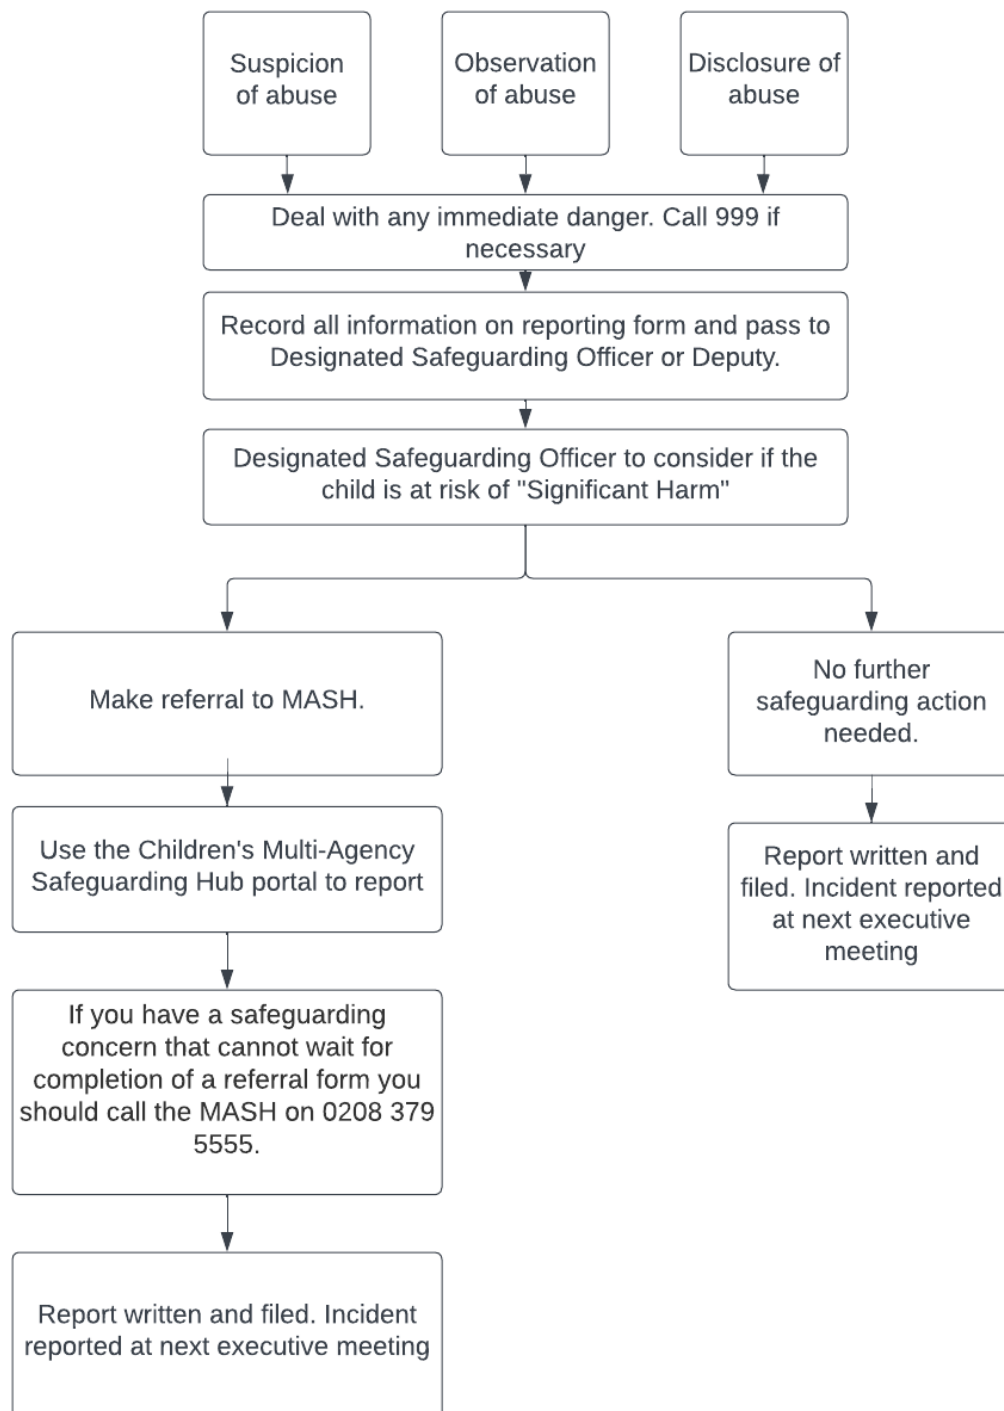 Suspicion
of abuse
Observation
of abuse
Disclosure of
abuse
Deal with any immediate danger. Call 999 if
necessary
Record all information on reporting form and pass to
Designated Safeguarding Officer or Deputy.
Designated Safeguarding Officer to consider if the
child is at risk of "Significant Harm"
Make referral to MASH.
Use the Children's Multi-Agency
Safeguarding Hub portal to report
If you have a safeguarding
concern that cannot wait for
completion of a referral form you
should call the MASH on 0208 379
5555.
Report written and filed. Incident
reported at next executive meeting
No further
safeguarding action
needed.
Report written and
filed. Incident reported
at next executive
meeting